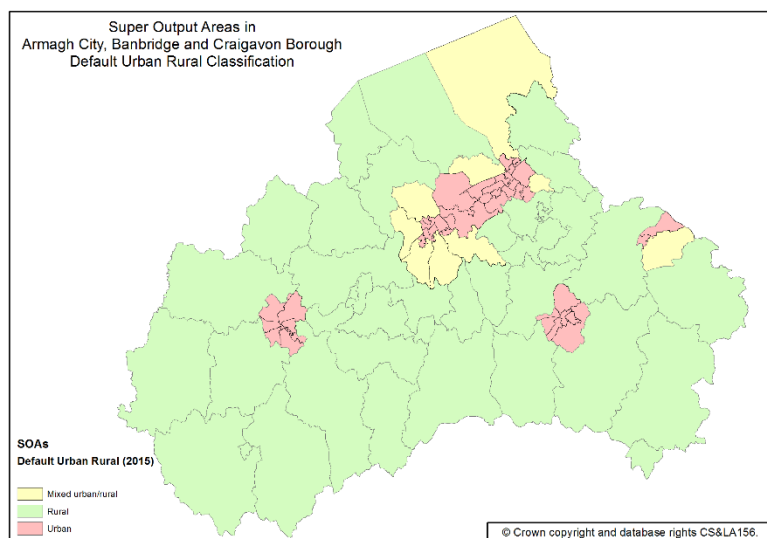 Super Output Areas in
Armagh City, Banbridge and Craigavon Borough
Default Urban Rural Classification
SOAs
Default Urban Rural (2015)
Mixed urban/rural
Rural
Urban
© Crown copyright and database rights CS&LA156.